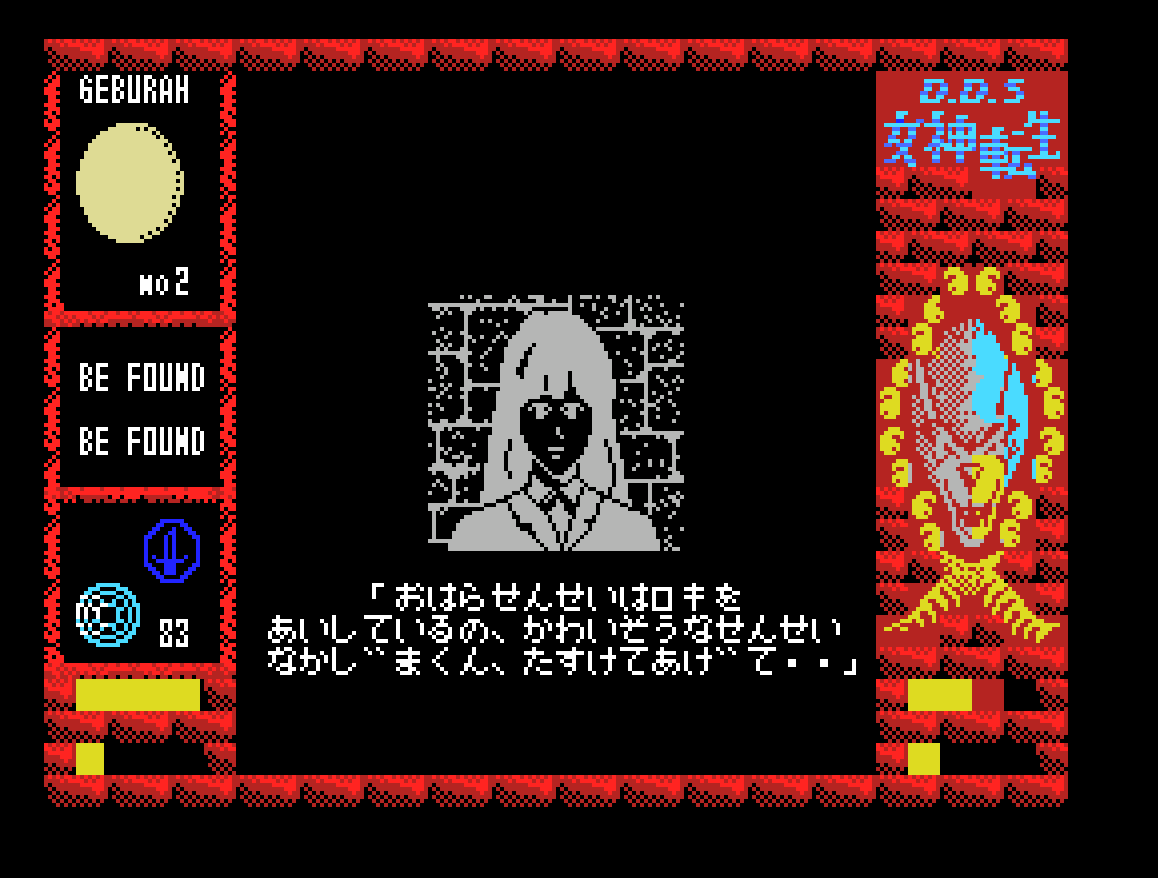 GEBURAH
D.D.S
女神転生
NO2
BE FOUND
BE FOUND
83
「おはらせんせいはロキを
あいしているの、かわいそうなせんせい
なかじまくん、たすけてあげて・・」